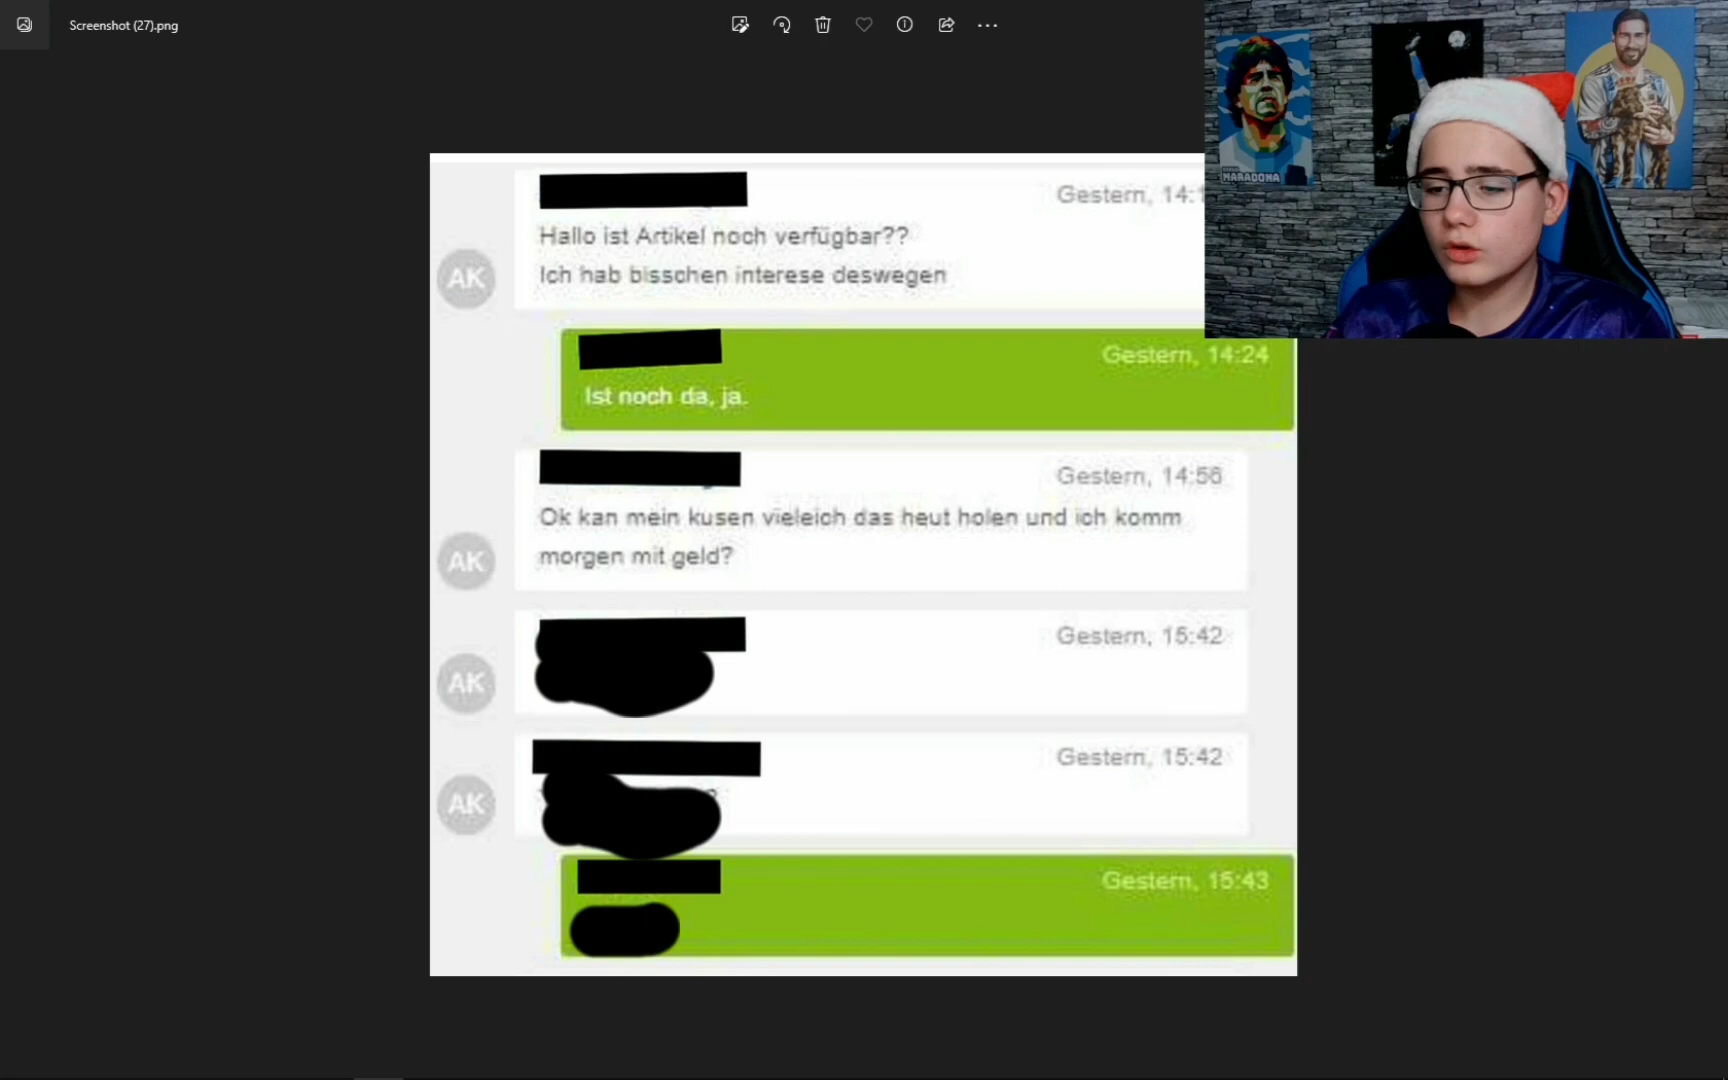 Screenshot (27).png
MARADONA
Gestern, 14:1
Hallo ist Artikel noch verfügbar??
Ich hab bisschen interese deswegen
AK
Gestern, 14:24
Ist noch da, ja.
Gestern, 14:56
Ok kan mein kusen vieleich das heut holen und ich komm
morgen mit geld?
AK
Gestern, 15:42
AK
Gestern, 15:42
AK
Gestern, 15:43